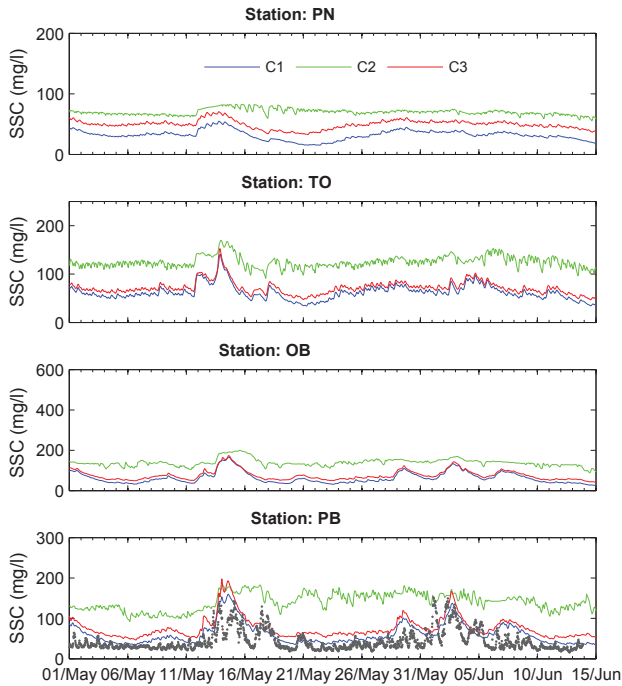 Station: PN
200
C1 C2 C3
100
0
SSC (mg/l)
Station: TO
200
100
0
SSC (mg/l)
Station: OB
600
400
200
0
SSC (mg/l)
Station: PB
300
200
100
0
SSC (mg/l)
01/May 06/May 11/May 16/May 21/May 26/May 31/May 05/Jun 10/Jun 15/Jun